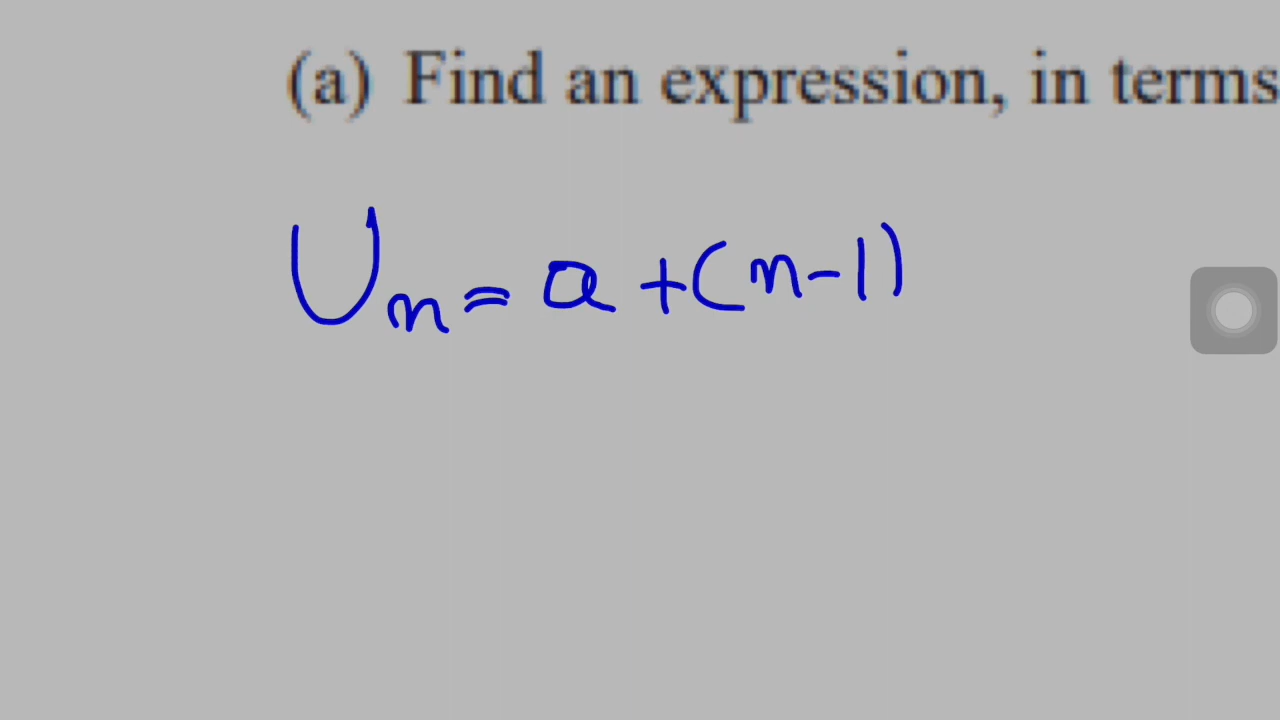 (a) Find an expression, in terms
Un = a + (n-1)